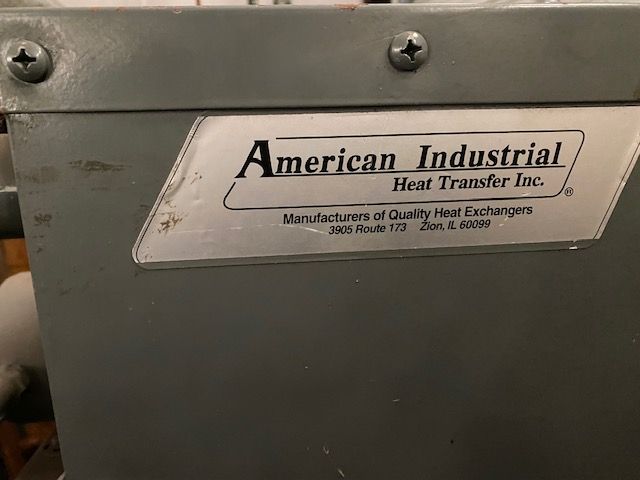 American Industrial
Heat Transfer Inc.
®
Manufacturers of Quality Heat Exchangers
3905 Route 173 Zion, IL 60099